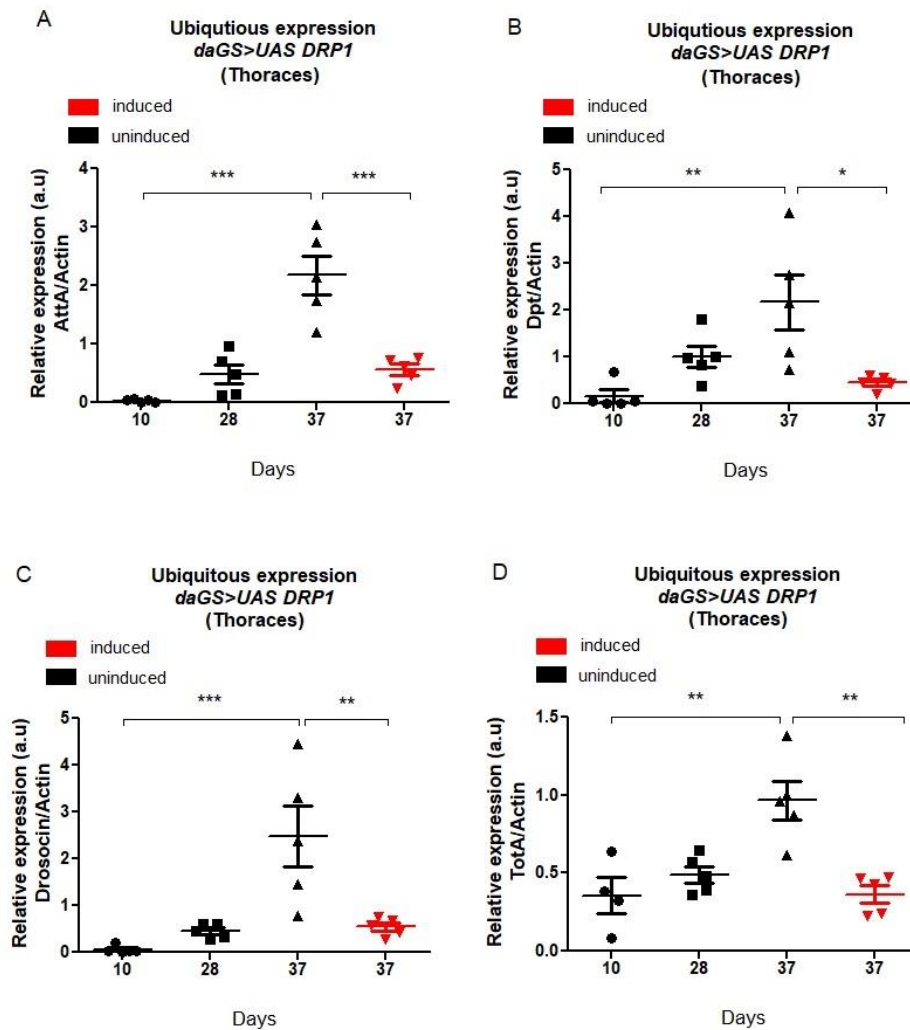 A
Ubiqutious expression
daGS>UAS DRP1
(Thoraces)
induced
uninduced
Relative expression (a.u)
AttA/Actin
4
3
2
1
0
***
***
10
28
37
37
Days
B
Ubiqutious expression
daGS>UAS DRP1
(Thoraces)
induced
uninduced
Relative expression (a.u)
Dpt/Actin
5
4
3
2
1
0
**
*
10
28
37
37
Days
C
Ubiquitous expression
daGS>UAS DRP1
(Thoraces)
induced
uninduced
Relative expression (a.u)
Drosocin/Actin
5
4
3
2
1
0
***
**
10
28
37
37
Days
D
Ubiquitous expression
daGS>UAS DRP1
(Thoraces)
induced
uninduced
Relative expression (a.u)
TotA/Actin
1.5
1.0
0.5
0.0
**
**
10
28
37
37
Days